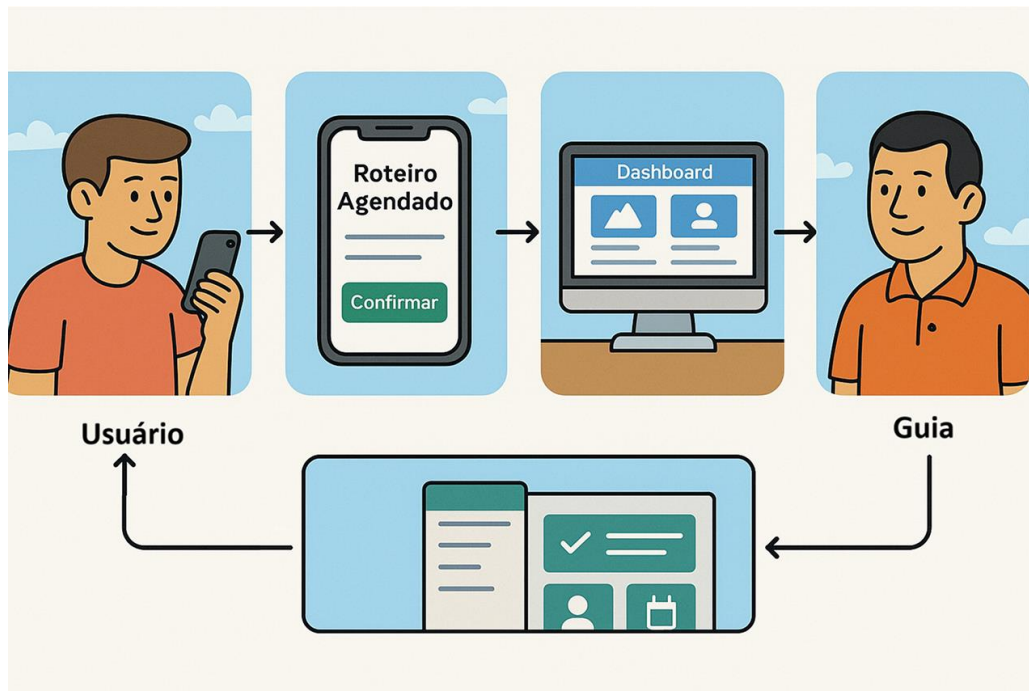 Roteiro
Agendado
Confirmar
Dashboard
Usuário
Guia